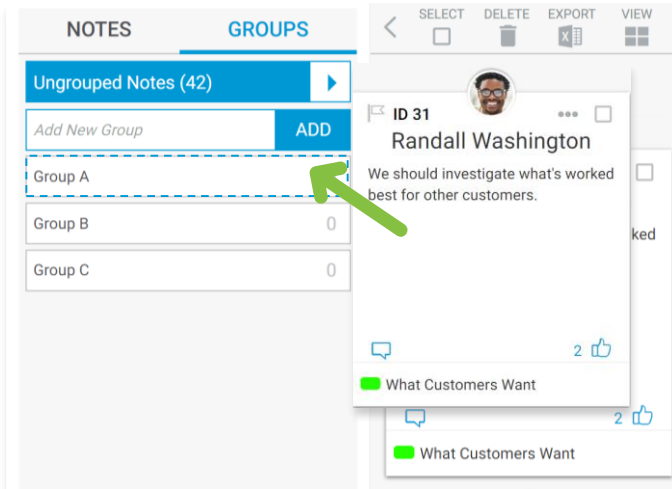 NOTES
GROUPS
SELECT
DELETE
EXPORT
VIEW
Ungrouped Notes (42)
Add New Group
ADD
Group A
Group B
0
Group C
0
ID 31
Randall Washington
We should investigate what's worked
best for other customers.
2
What Customers Want
ked
2
What Customers Want